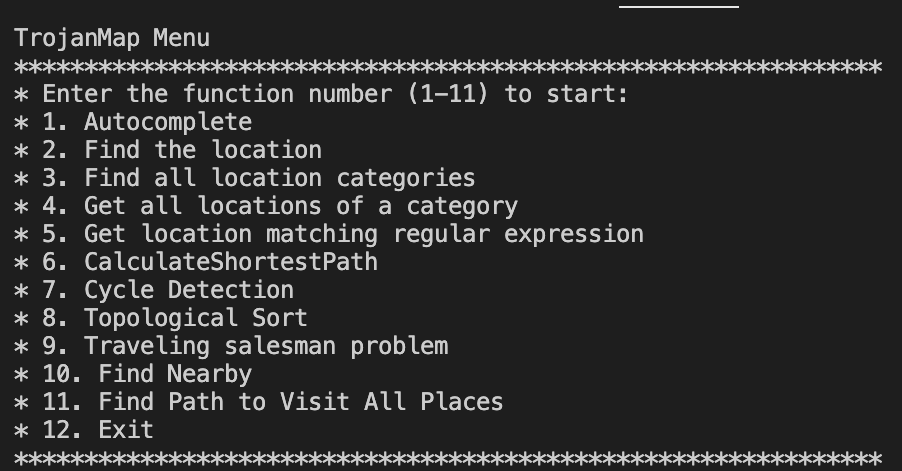 TrojanMap Menu
**************************************************************
* Enter the function number (1-11) to start:
* 1. Autocomplete
* 2. Find the location
* 3. Find all location categories
* 4. Get all locations of a category
* 5. Get location matching regular expression
* 6. CalculateShortestPath
* 7. Cycle Detection
* 8. Topological Sort
* 9. Traveling salesman problem
* 10. Find Nearby
* 11. Find Path to Visit All Places
* 12. Exit
**************************************************************